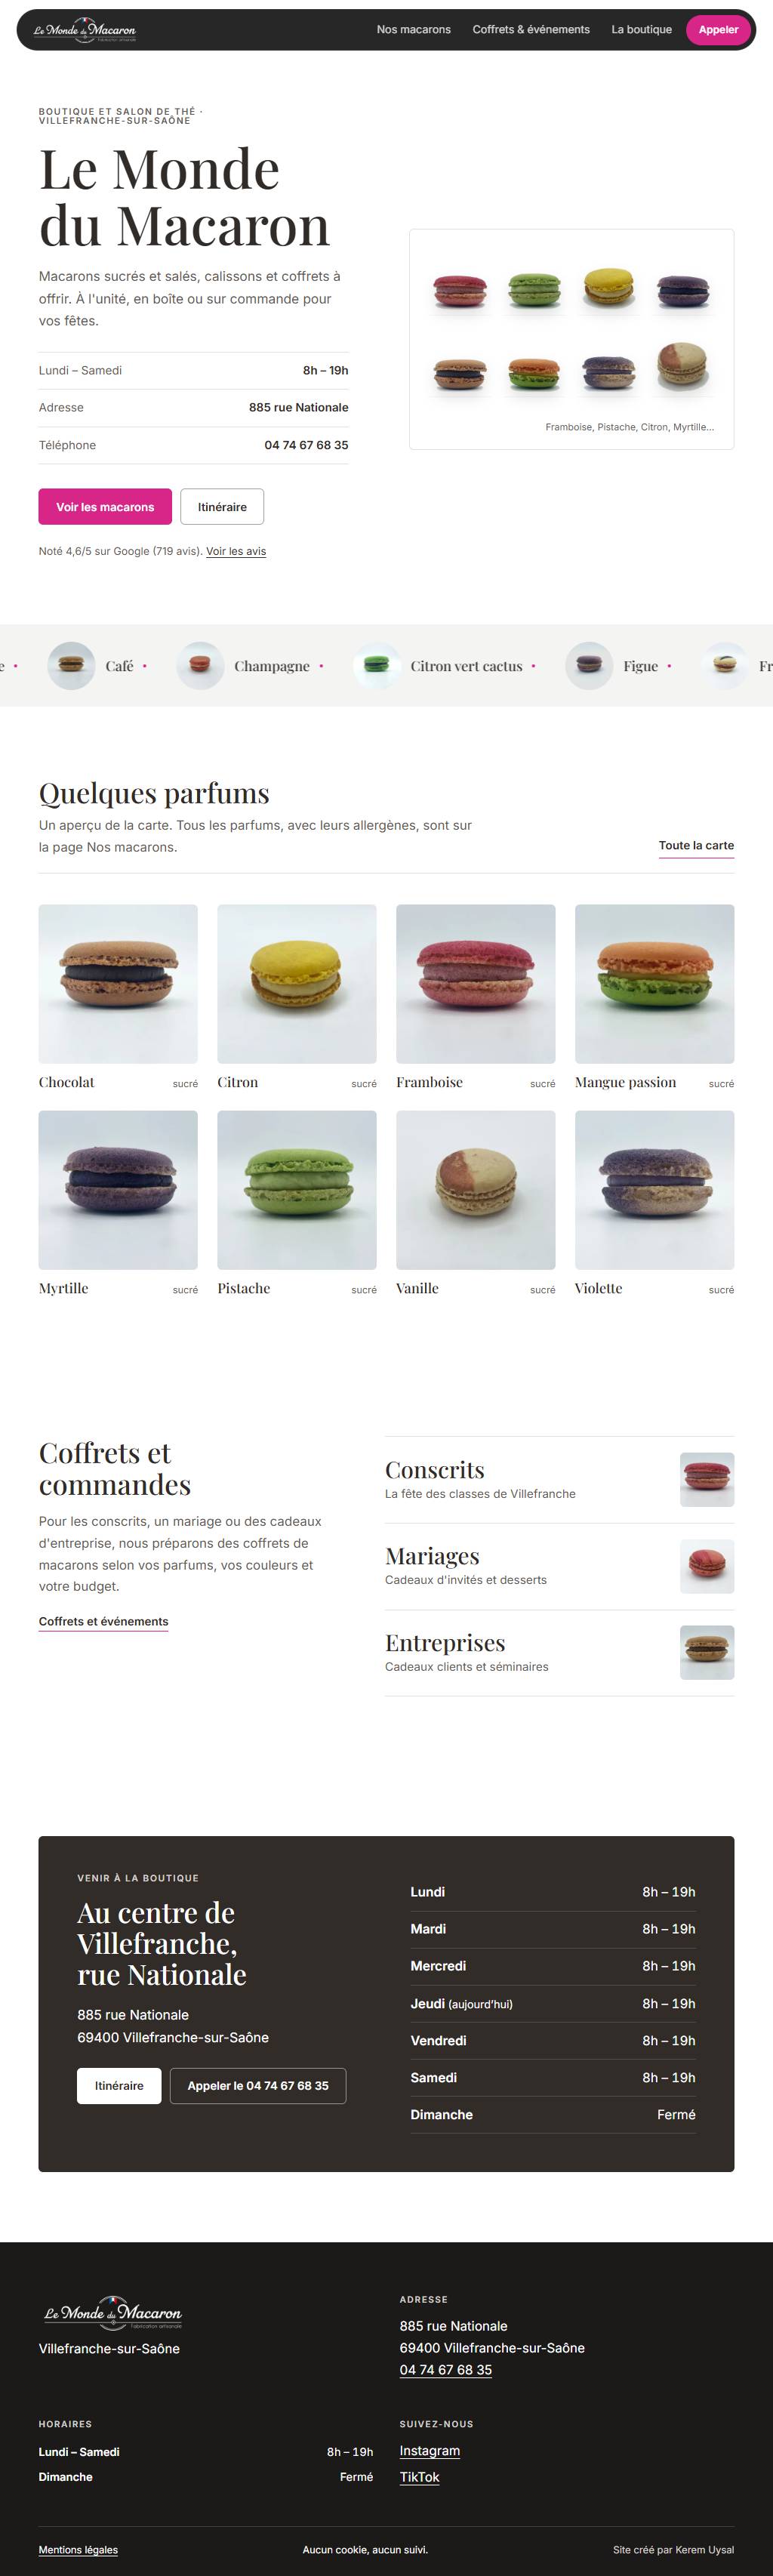 Le Monde du Macaron
Fabrication artisanale
Nos macarons
Coffrets & événements
La boutique
Appeler
BOUTIQUE ET SALON DE THÉ ·
VILLEFRANCHE-SUR-SAÔNE
Le Monde
du Macaron
Macarons sucrés et salés, calissons et coffrets à
offrir. À l'unité, en boîte ou sur commande pour
vos fêtes.
Lundi – Samedi 8h – 19h
Adresse 885 rue Nationale
Téléphone 04 74 67 68 35
Voir les macarons
Itinéraire
Noté 4,6/5 sur Google (719 avis). Voir les avis
Framboise, Pistache, Citron, Myrtille…
e • Café • Champagne • Citron vert cactus • Figue • Fr
Quelques parfums
Un aperçu de la carte. Tous les parfums, avec leurs allergènes, sont sur
la page Nos macarons.
Toute la carte
Chocolat sucré
Citron sucré
Framboise sucré
Mangue passion sucré
Myrtille sucré
Pistache sucré
Vanille sucré
Violette sucré
Coffrets et
commandes
Pour les conscrits, un mariage ou des cadeaux
d'entreprise, nous préparons des coffrets de
macarons selon vos parfums, vos couleurs et
votre budget.
Coffrets et événements
Conscrits
La fête des classes de Villefranche
Mariages
Cadeaux d'invités et desserts
Entreprises
Cadeaux clients et séminaires
VENIR À LA BOUTIQUE
Au centre de
Villefranche,
rue Nationale
885 rue Nationale
69400 Villefranche-sur-Saône
Itinéraire
Appeler le 04 74 67 68 35
Lundi 8h – 19h
Mardi 8h – 19h
Mercredi 8h – 19h
Jeudi (aujourd'hui) 8h – 19h
Vendredi 8h – 19h
Samedi 8h – 19h
Dimanche Fermé
Le Monde du Macaron
Fabrication artisanale
Villefranche-sur-Saône
ADRESSE
885 rue Nationale
69400 Villefranche-sur-Saône
04 74 67 68 35
HORAIRES
Lundi – Samedi 8h – 19h
Dimanche Fermé
SUIVEZ-NOUS
Instagram
TikTok
Mentions légales
Aucun cookie, aucun suivi.
Site créé par Kerem Uysal